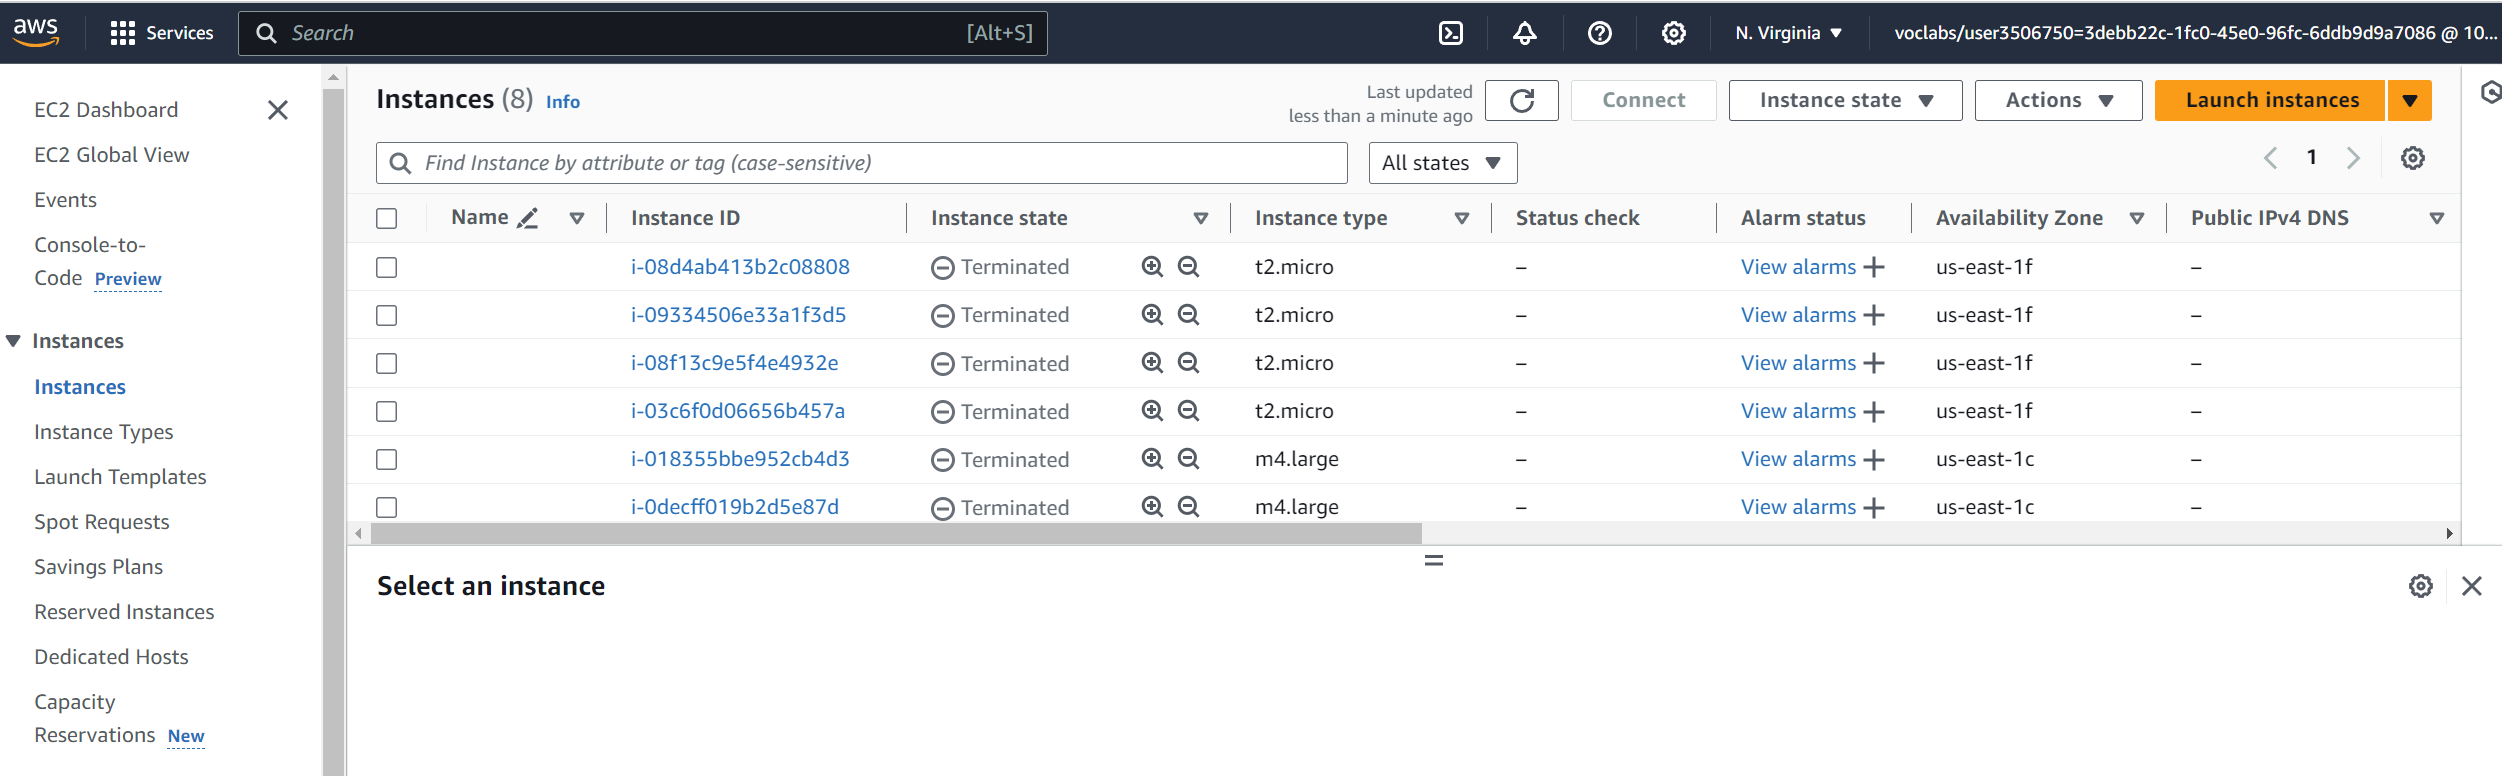 aws
Services
Search [Alt+S]
N. Virginia
voclabs/user3506750=3debb22c-1fc0-45e0-96fc-6ddb9d9a7086 @ 10...
EC2 Dashboard
EC2 Global View
Events
Console-to-
Code Preview
Instances
Instances
Instance Types
Launch Templates
Spot Requests
Savings Plans
Reserved Instances
Dedicated Hosts
Capacity
Reservations New
Instances (8) Info
Last updated
less than a minute ago
Connect
Instance state
Actions
Launch instances
Find Instance by attribute or tag (case-sensitive)
All states
1
Name Instance ID Instance state Instance type Status check Alarm status Availability Zone Public IPv4 DNS
i-08d4ab413b2c08808 Terminated t2.micro – View alarms + us-east-1f –
i-09334506e33a1f3d5 Terminated t2.micro – View alarms + us-east-1f –
i-08f13c9e5f4e4932e Terminated t2.micro – View alarms + us-east-1f –
i-03c6f0d06656b457a Terminated t2.micro – View alarms + us-east-1f –
i-018355bbe952cb4d3 Terminated m4.large – View alarms + us-east-1c –
i-0decff019b2d5e87d Terminated m4.large – View alarms + us-east-1c –
Select an instance